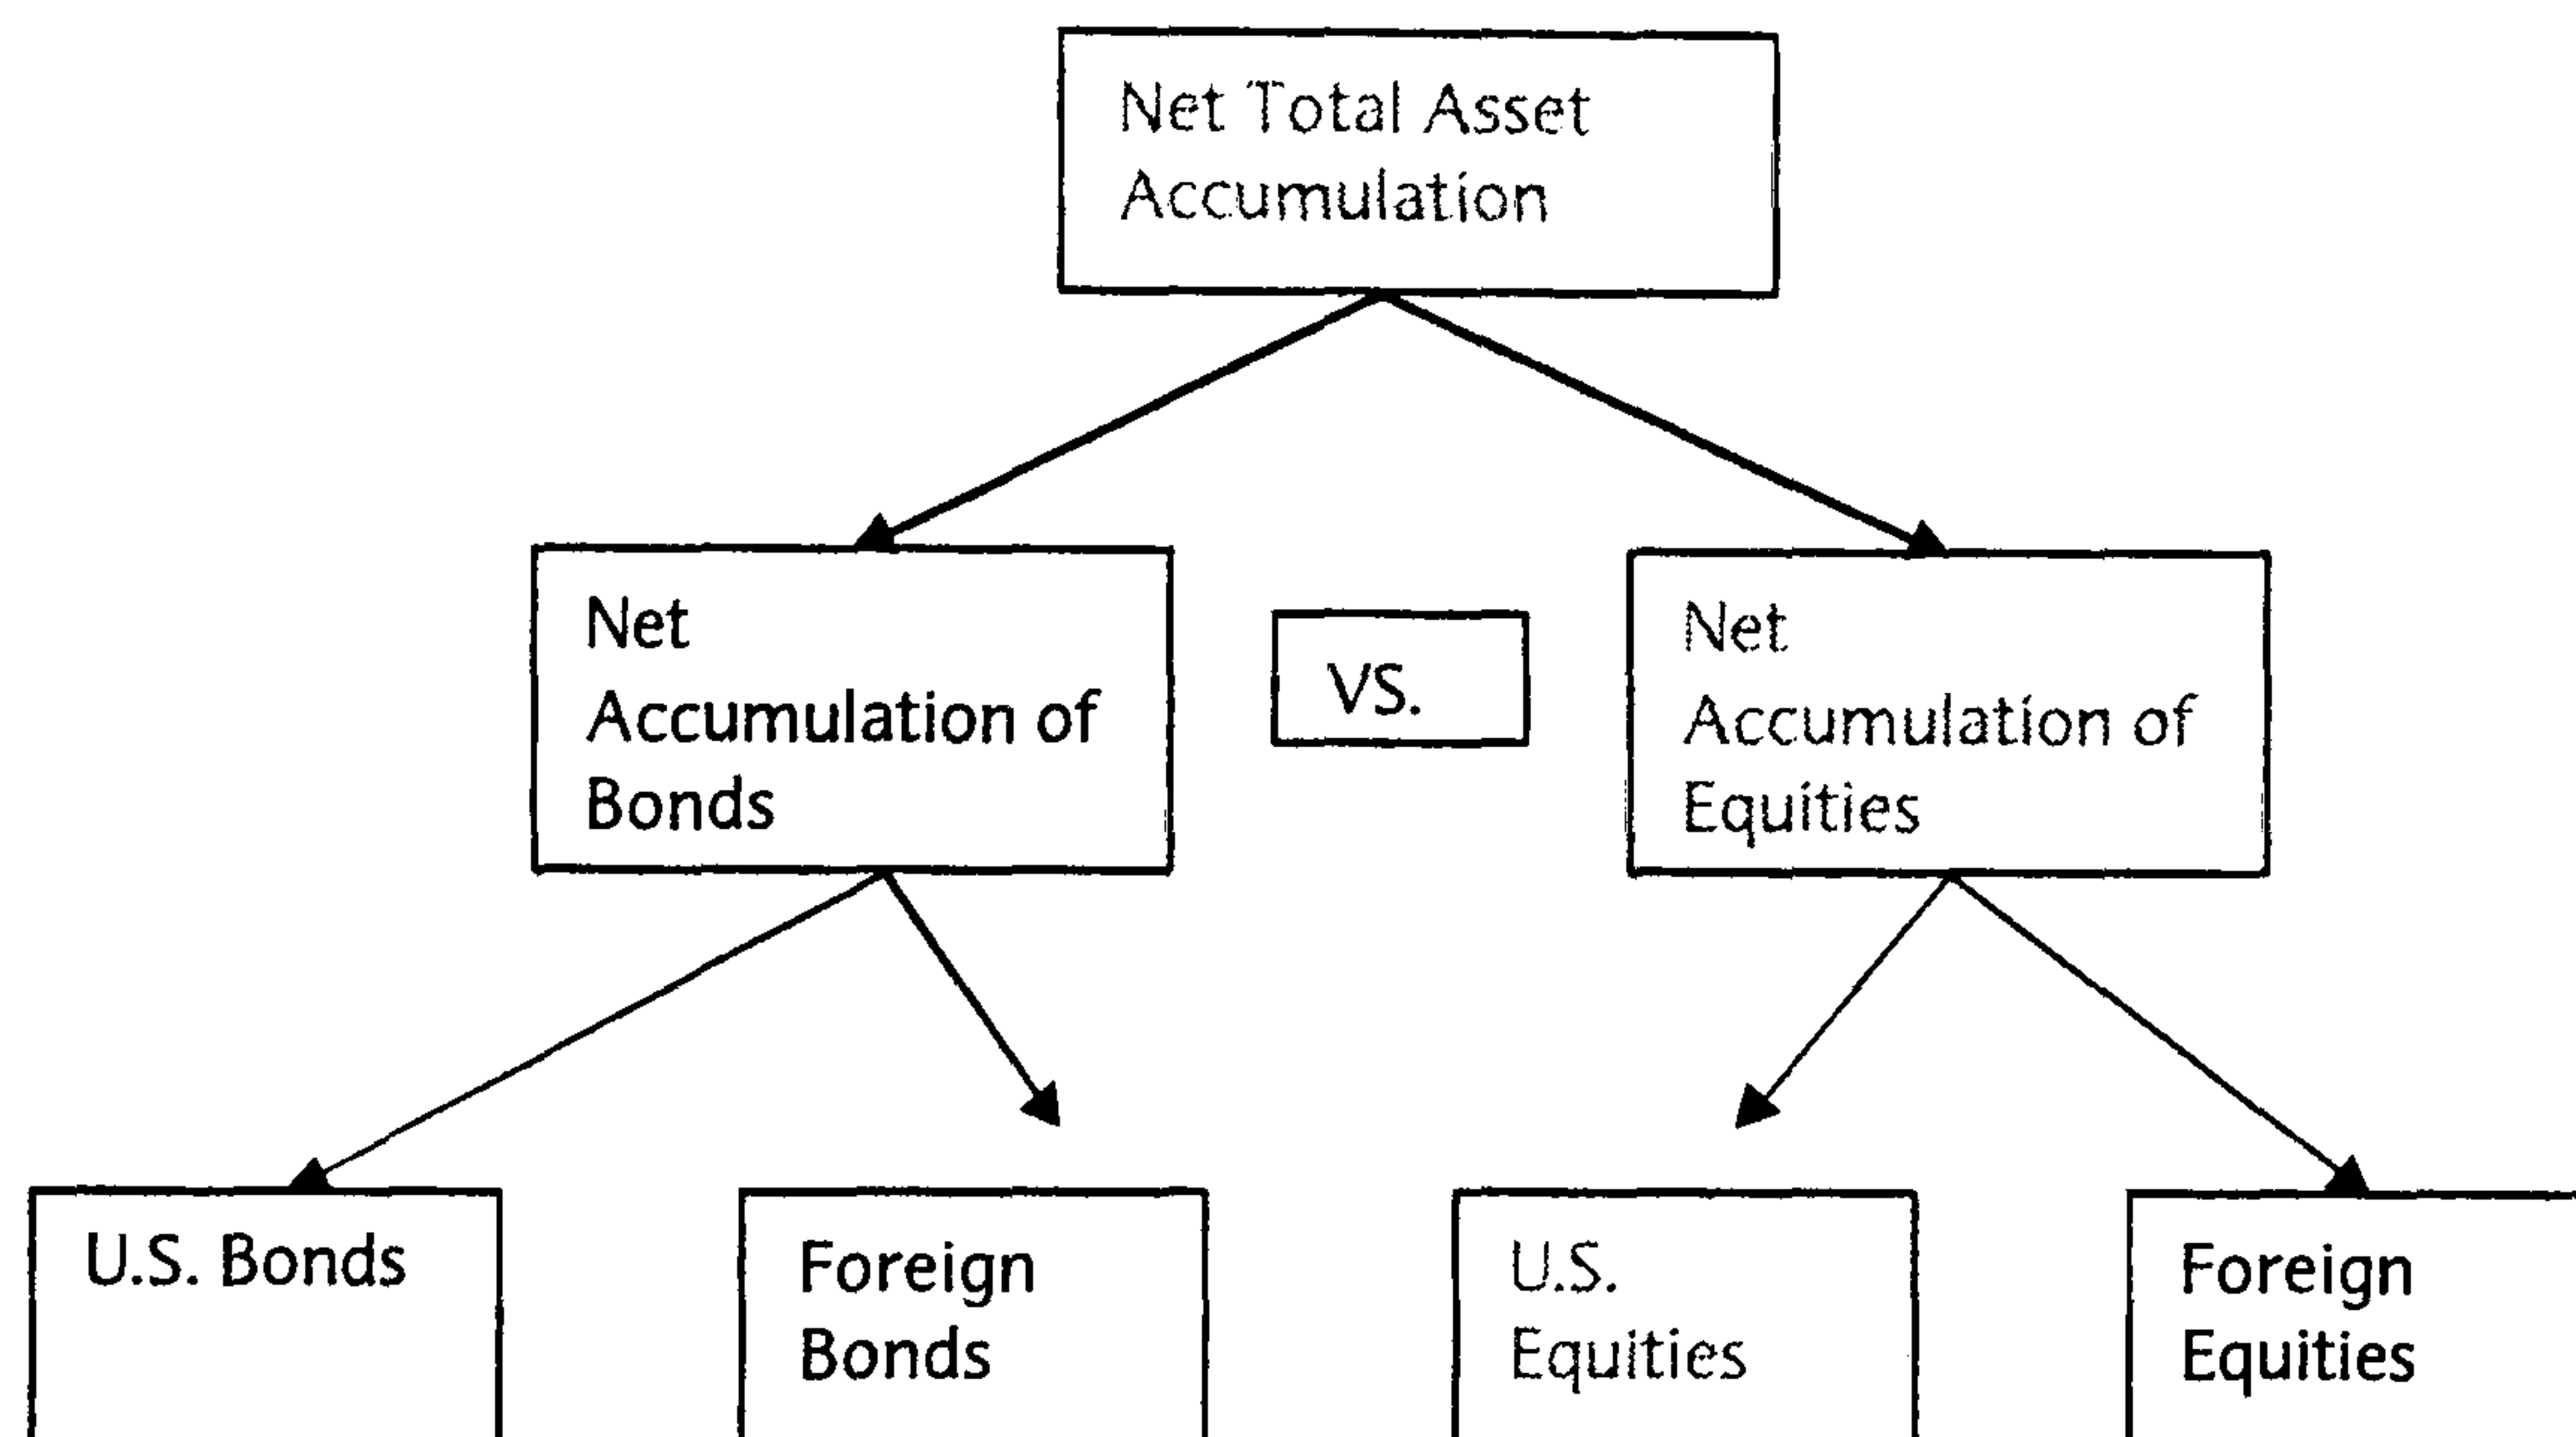 Net Total Asset
Accumulation
Net
Accumulation of
Bonds
VS.
Net
Accumulation of
Equities
U.S. Bonds
Foreign
Bonds
U.S.
Equities
Foreign
Equities